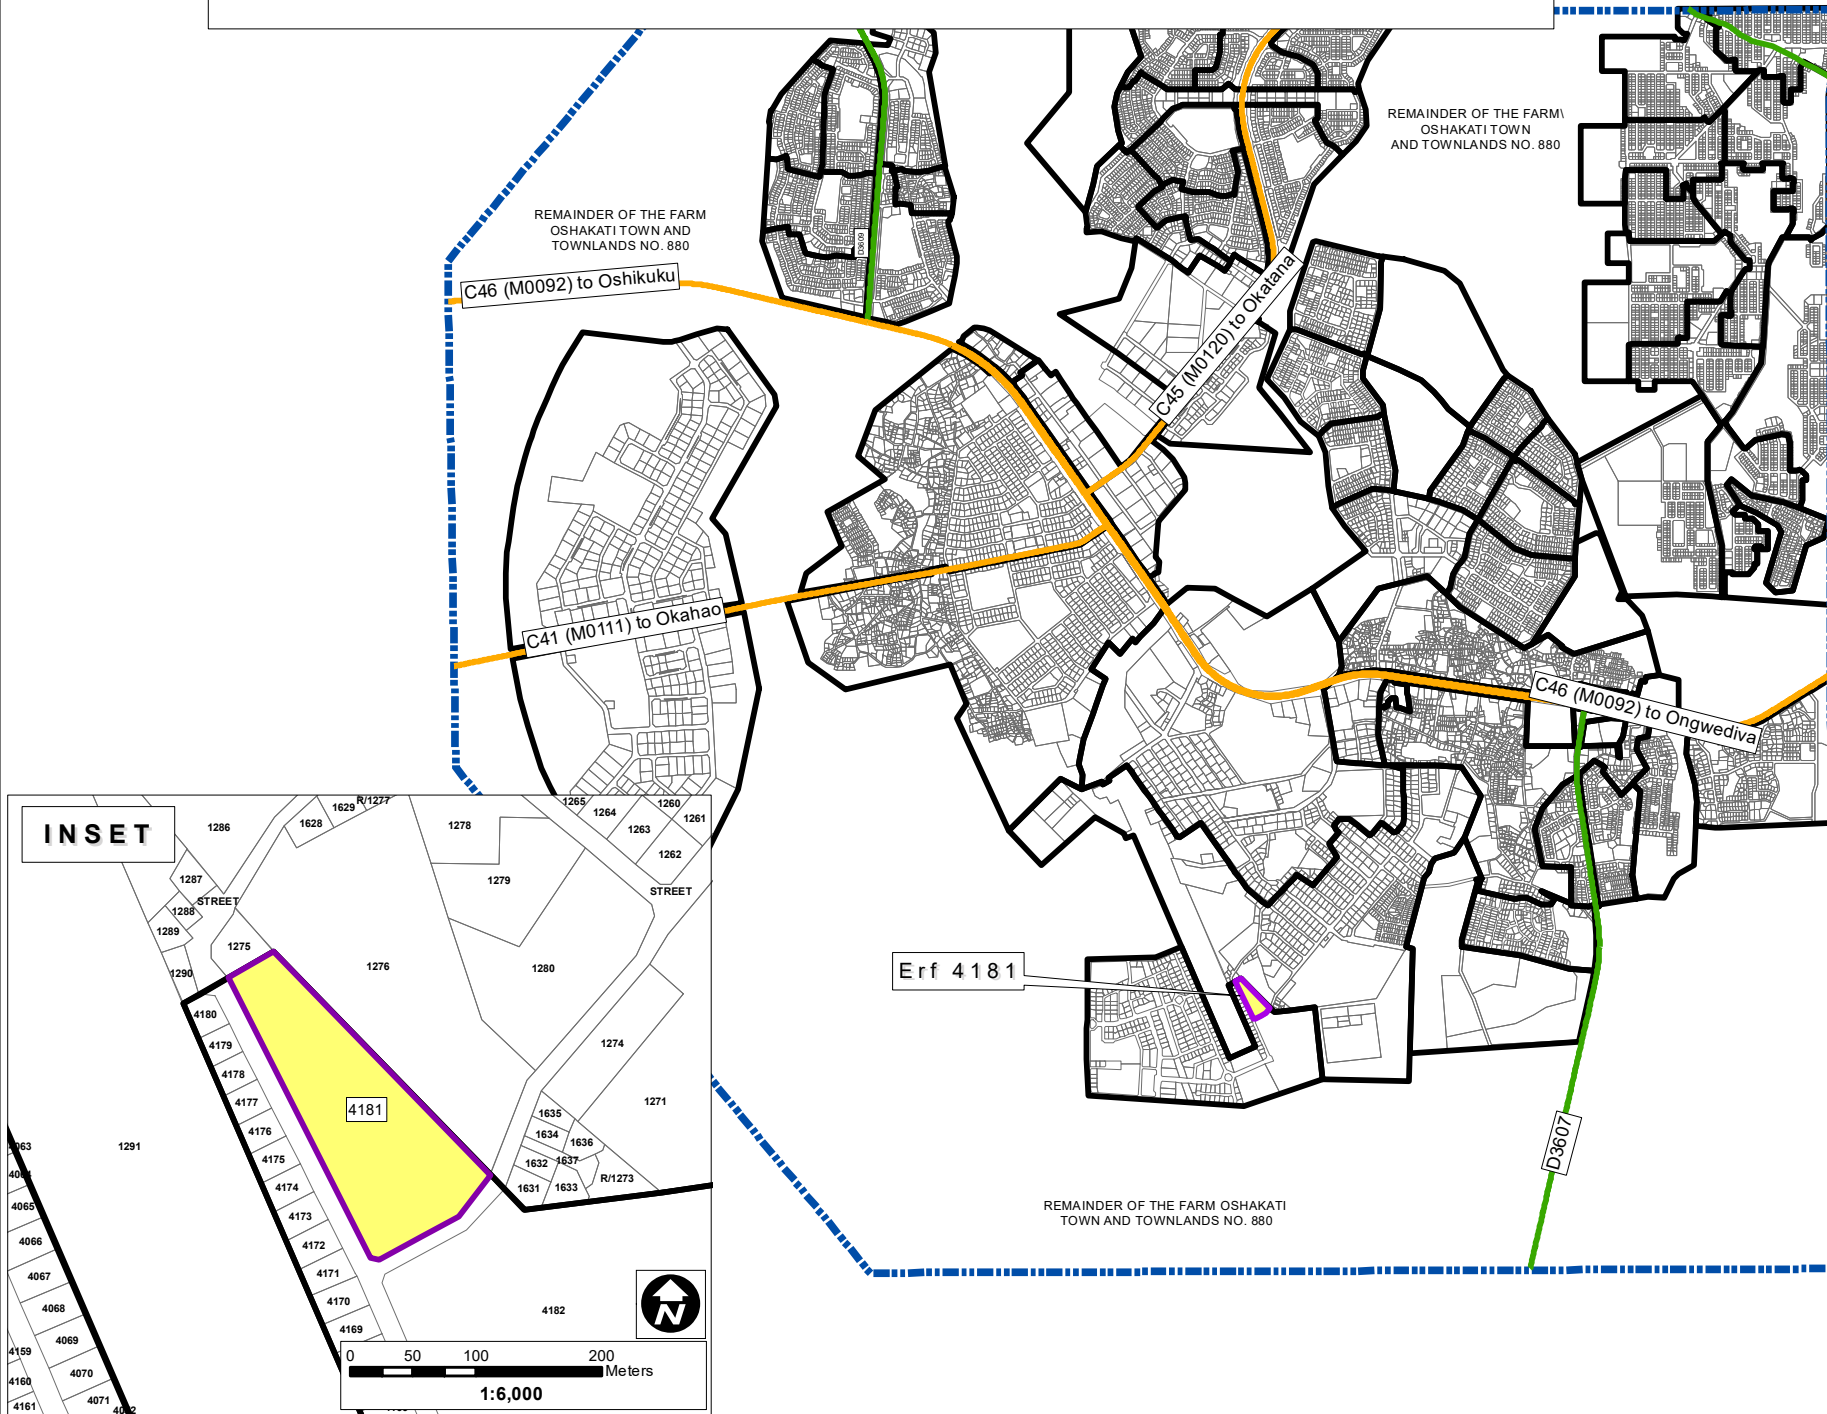 REMAINDER OF THE FARM\
OSHAKATI TOWN
AND TOWNLANDS NO. 880
REMAINDER OF THE FARM
OSHAKATI TOWN AND
TOWNLANDS NO. 880
D3609
C46 (M0092) to Oshikuku
C45 (M0120) to Okatana
C41 (M0111) to Okahao
C46 (M0092) to Ongwediva
Erf 4181
D3607
REMAINDER OF THE FARM OSHAKATI
TOWN AND TOWNLANDS NO. 880
INSET
1286
1628
1629
R/1277
1278
1265
1264
1263
1260
1261
1262
1287
STREET
1279
STREET
1288
1289
1275
1290
1276
1280
4180
4179
4178
4177
4176
4175
4174
4173
4172
4171
4170
4169
4181
1274
1271
1635
1634
1636
1632
1637
1631
1633
R/1273
1291
4065
4066
4067
4068
4069
4070
4071
4159
4160
4161
4182
N
0 50 100 200
Meters
1:6,000